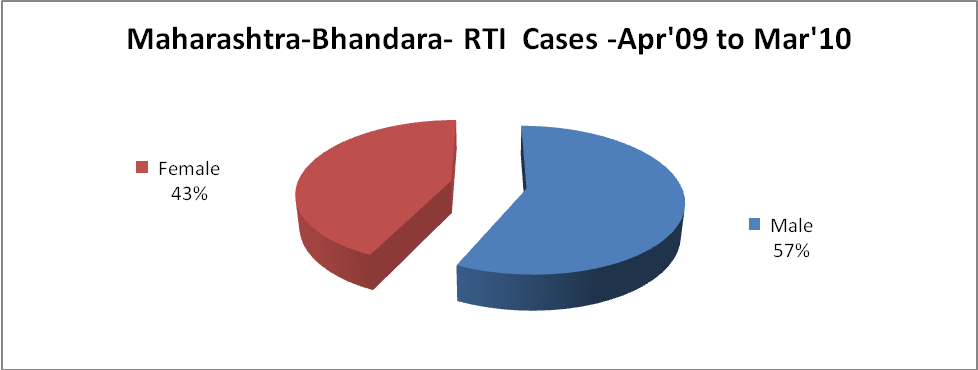 Maharashtra-Bhandara- RTI  Cases -Apr'09 to Mar'10
Female
43%
Male
57%